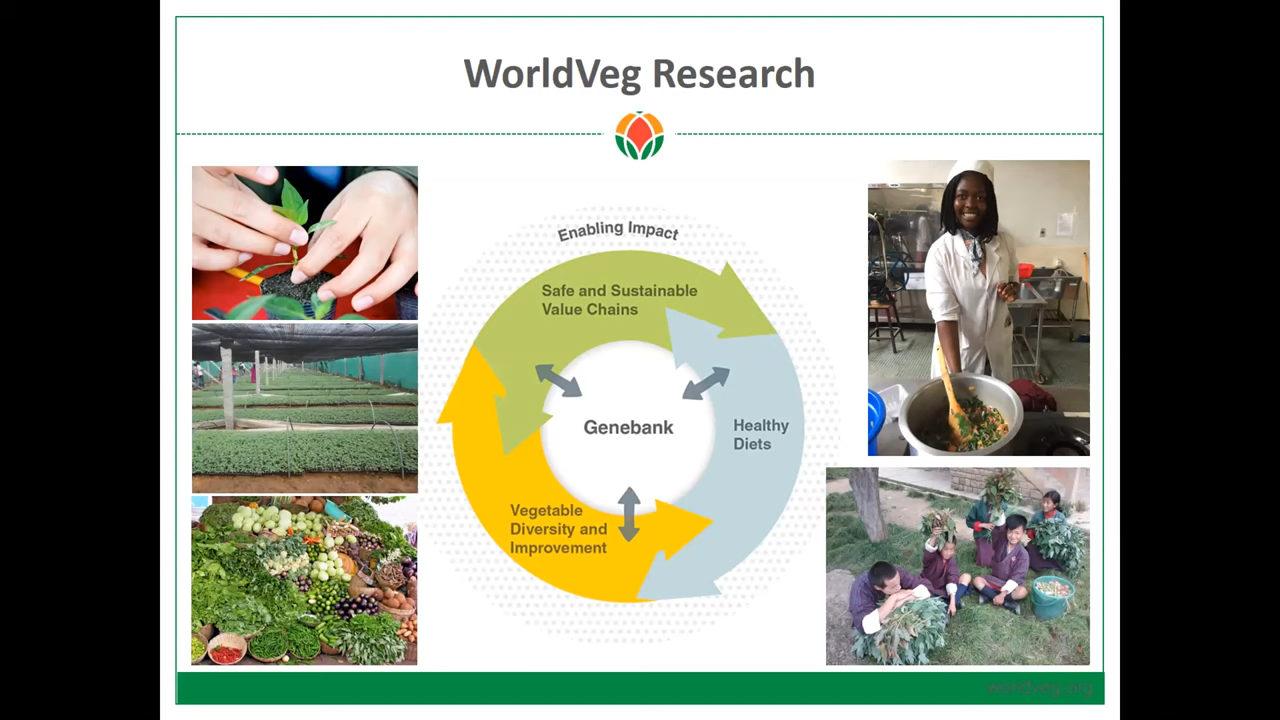 WorldVeg Research
Enabling Impact
Safe and Sustainable
Value Chains
Genebank
Healthy
Diets
Vegetable
Diversity and
Improvement
worldveg.org